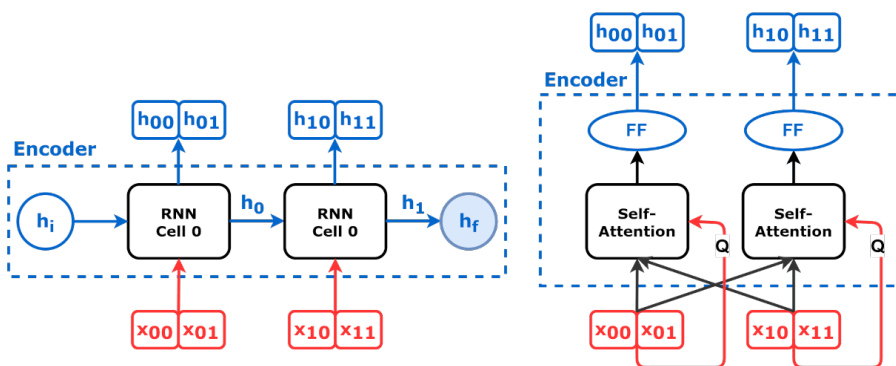 h00 h01
h10 h11
Encoder
hi
RNN
Cell 0
h0
RNN
Cell 0
h1
hf
x00 x01
x10 x11
h00 h01
h10 h11
Encoder
FF
FF
Self-
Attention
Q
Self-
Attention
Q
x00 x01
x10 x11